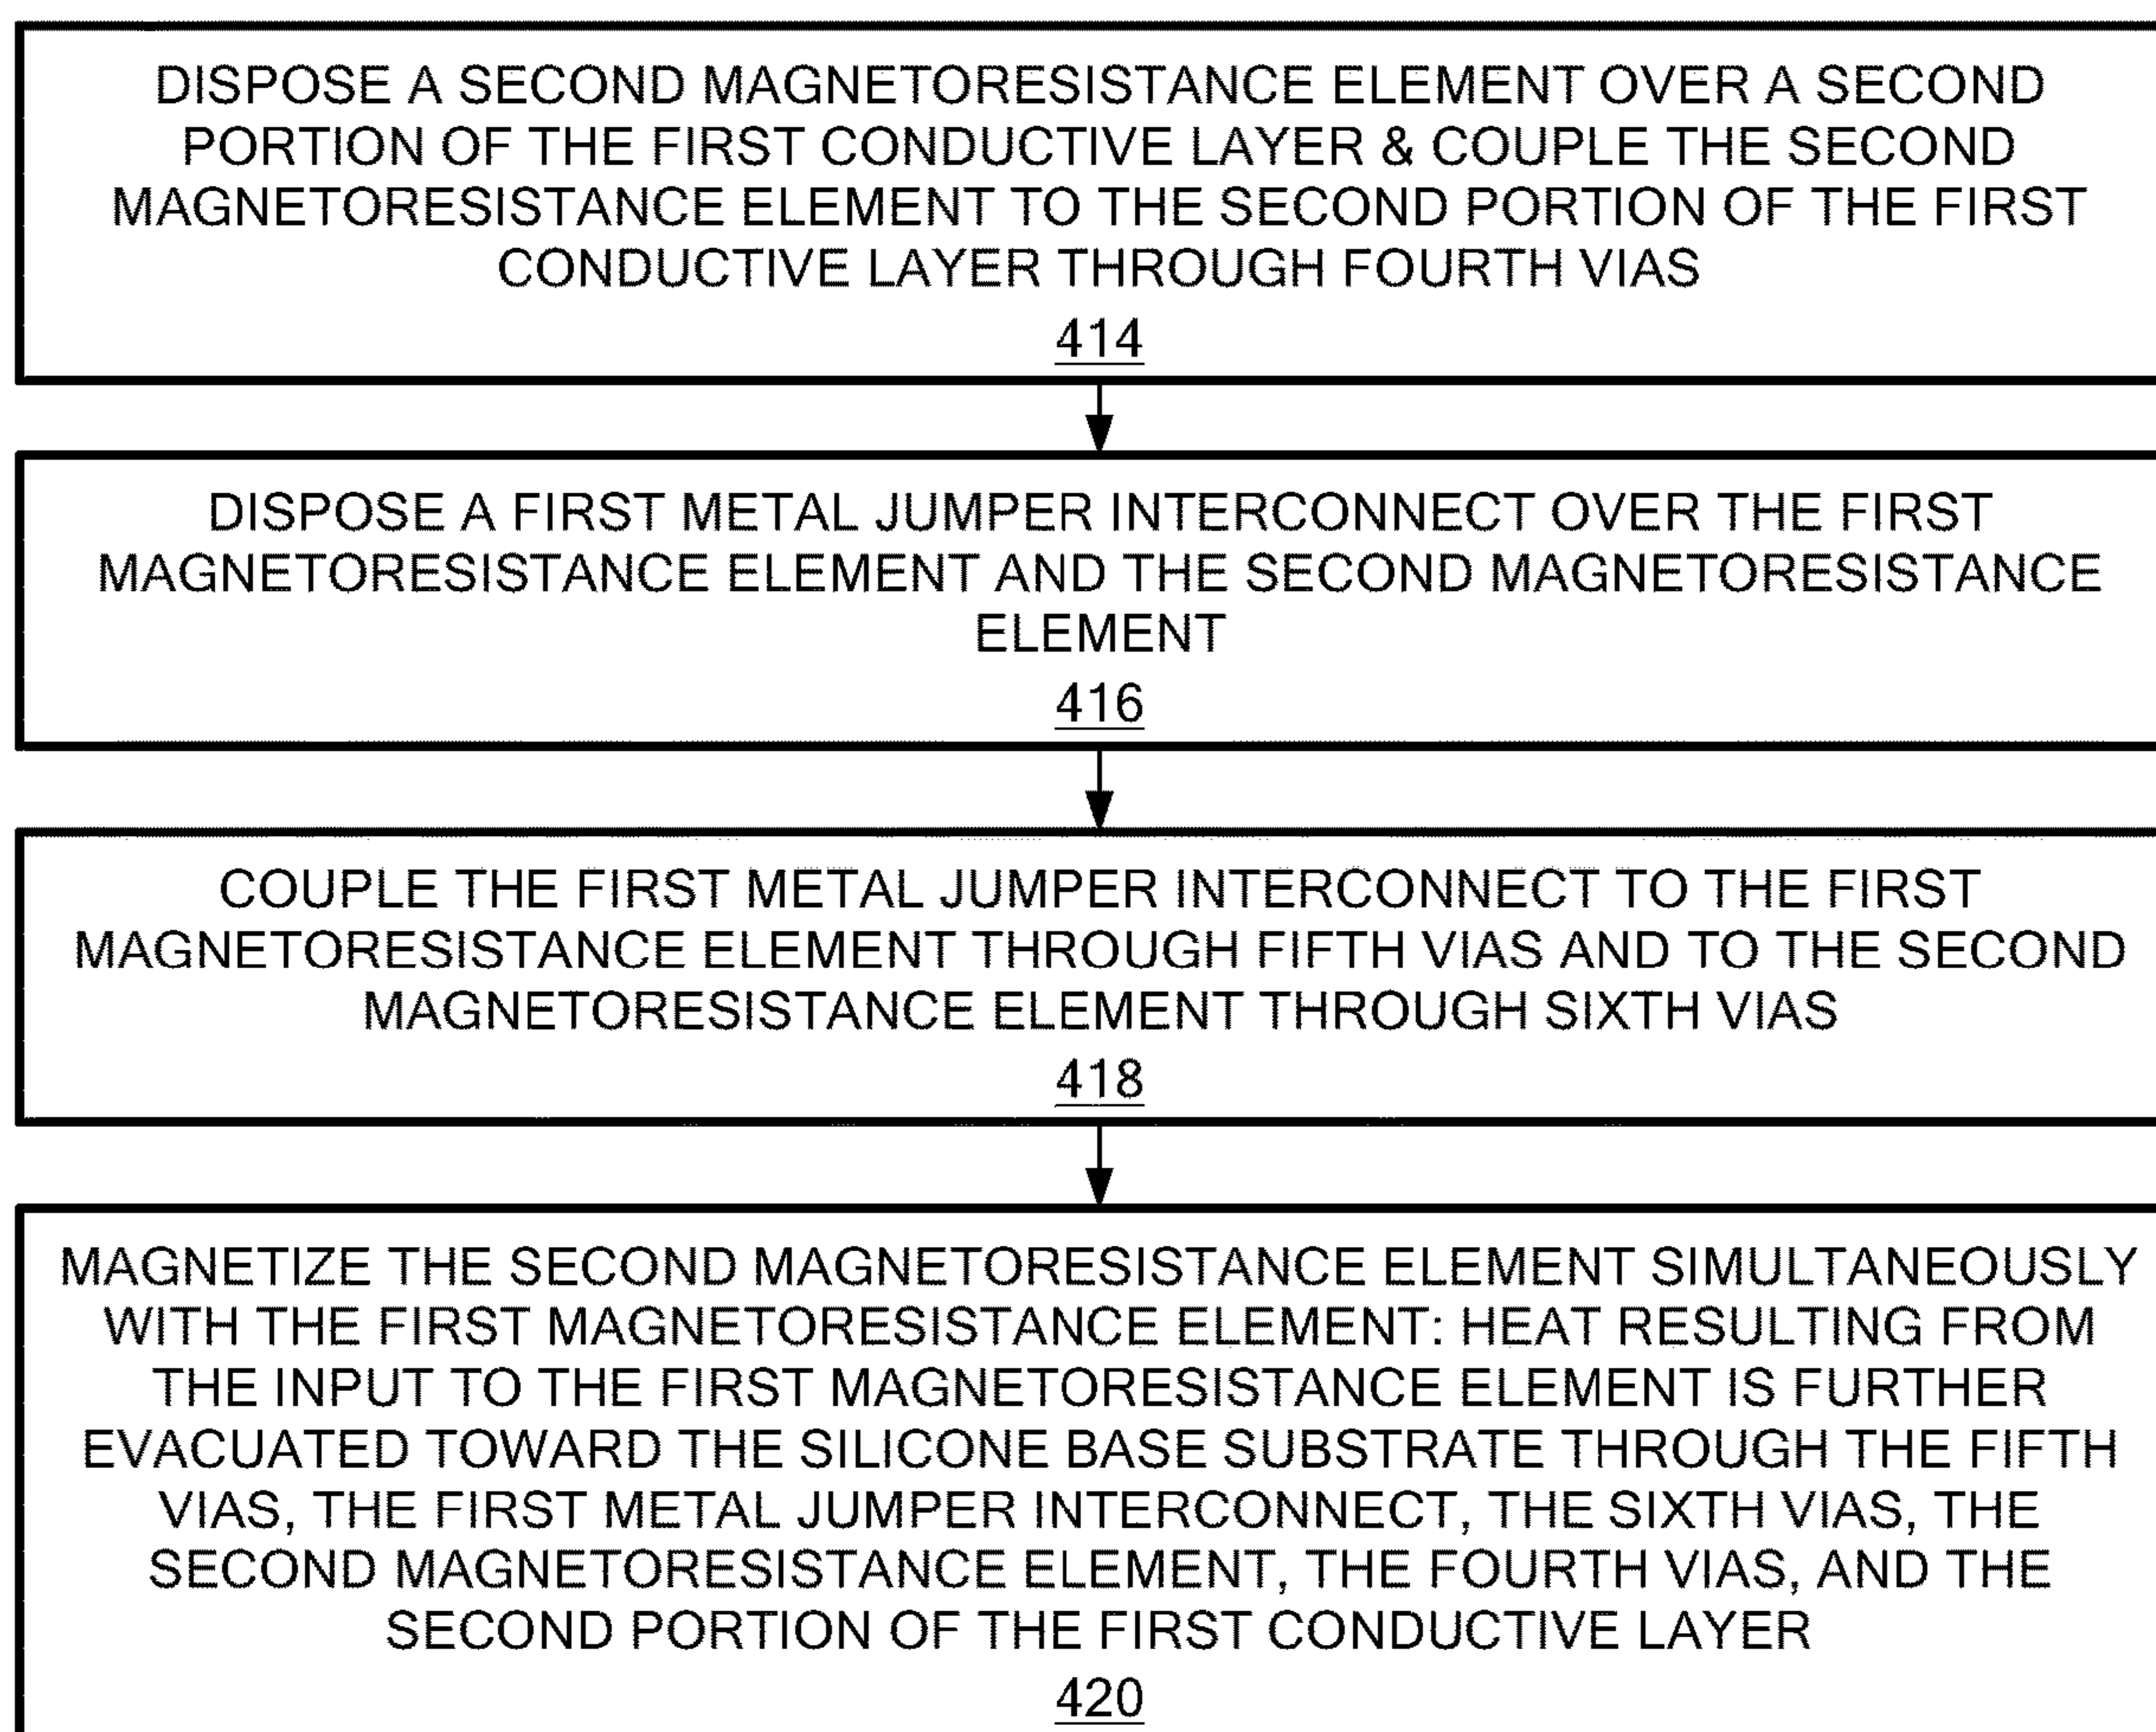 DISPOSE A SECOND MAGNETORESISTANCE ELEMENT OVER A SECOND
PORTION OF THE FIRST CONDUCTIVE LAYER & COUPLE THE SECOND
MAGNETORESISTANCE ELEMENT TO THE SECOND PORTION OF THE FIRST
CONDUCTIVE LAYER THROUGH FOURTH VIAS
414
DISPOSE A FIRST METAL JUMPER INTERCONNECT OVER THE FIRST
MAGNETORESISTANCE ELEMENT AND THE SECOND MAGNETORESISTANCE
ELEMENT
416
COUPLE THE FIRST METAL JUMPER INTERCONNECT TO THE FIRST
MAGNETORESISTANCE ELEMENT THROUGH FIFTH VIAS AND TO THE SECOND
MAGNETORESISTANCE ELEMENT THROUGH SIXTH VIAS
418
MAGNETIZE THE SECOND MAGNETORESISTANCE ELEMENT SIMULTANEOUSLY
WITH THE FIRST MAGNETORESISTANCE ELEMENT: HEAT RESULTING FROM
THE INPUT TO THE FIRST MAGNETORESISTANCE ELEMENT IS FURTHER
EVACUATED TOWARD THE SILICONE BASE SUBSTRATE THROUGH THE FIFTH
VIAS, THE FIRST METAL JUMPER INTERCONNECT, THE SIXTH VIAS, THE
SECOND MAGNETORESISTANCE ELEMENT, THE FOURTH VIAS, AND THE
SECOND PORTION OF THE FIRST CONDUCTIVE LAYER
420